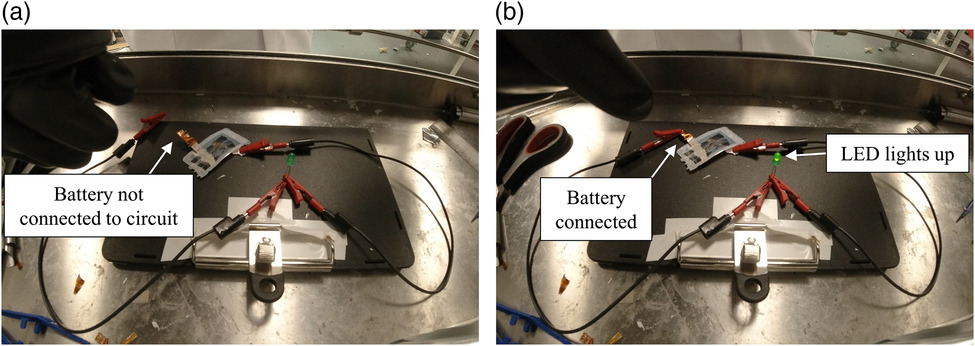 (a)
(b)
Battery not
connected to circuit
LED lights up
Battery
connected